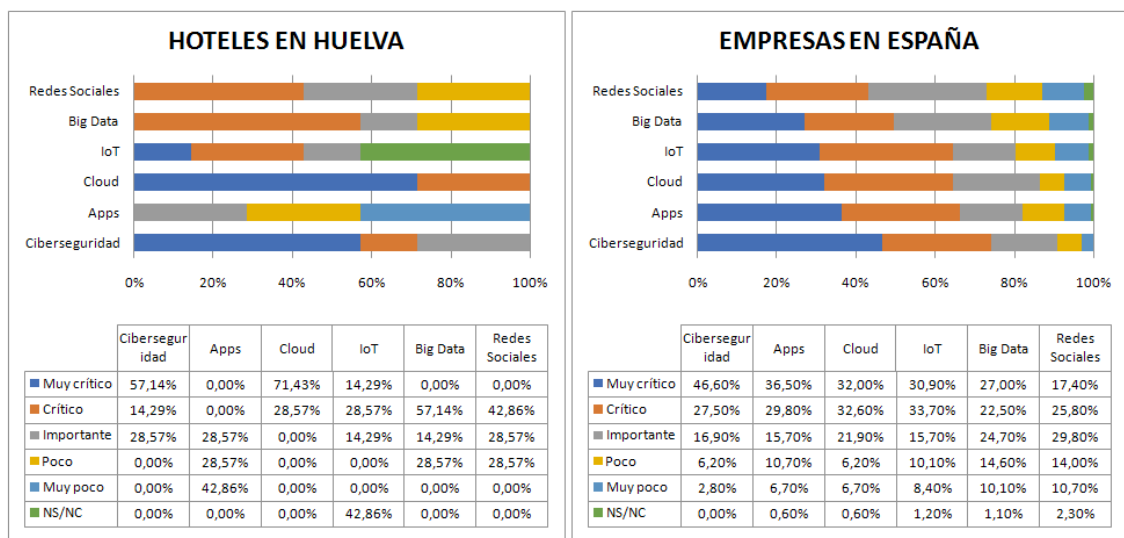 HOTELES EN HUELVA
Redes Sociales
Big Data
IoT
Cloud
Apps
Ciberseguridad
0% 20% 40% 60% 80% 100%
Cibersegur
idad Apps Cloud IoT Big Data Redes
Sociales
Muy crítico 57,14% 0,00% 71,43% 14,29% 0,00% 0,00%
Crítico 14,29% 0,00% 28,57% 28,57% 57,14% 42,86%
Importante 28,57% 28,57% 0,00% 14,29% 14,29% 28,57%
Poco 0,00% 28,57% 0,00% 0,00% 28,57% 28,57%
Muy poco 0,00% 42,86% 0,00% 0,00% 0,00% 0,00%
NS/NC 0,00% 0,00% 0,00% 42,86% 0,00% 0,00%
EMPRESAS EN ESPAÑA
Redes Sociales
Big Data
IoT
Cloud
Apps
Ciberseguridad
0% 20% 40% 60% 80% 100%
Cibersegur
idad Apps Cloud IoT Big Data Redes
Sociales
Muy crítico 46,60% 36,50% 32,00% 30,90% 27,00% 17,40%
Crítico 27,50% 29,80% 32,60% 33,70% 22,50% 25,80%
Importante 16,90% 15,70% 21,90% 15,70% 24,70% 29,80%
Poco 6,20% 10,70% 6,20% 10,10% 14,60% 14,00%
Muy poco 2,80% 6,70% 6,70% 8,40% 10,10% 10,70%
NS/NC 0,00% 0,60% 0,60% 1,20% 1,10% 2,30%